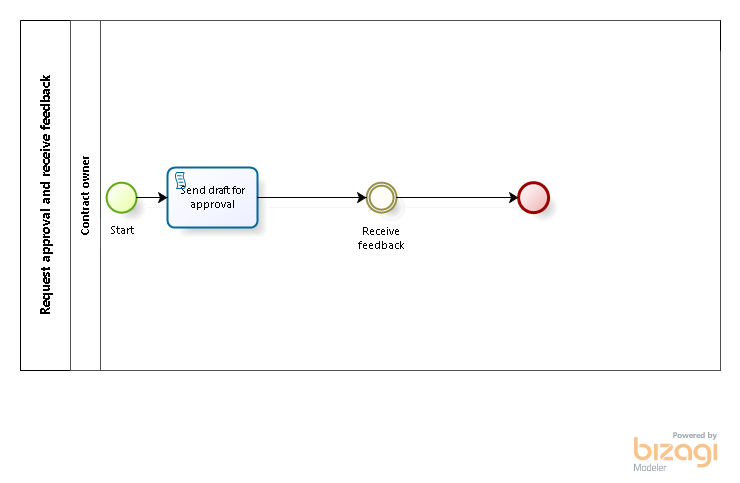 Request approval and receive feedback
Contract owner
Start
Send draft for
approval
Receive
feedback
Powered by
bizagi
Modeler